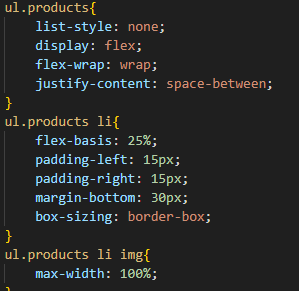 ul.products{
list-style: none;
display: flex;
flex-wrap: wrap;
justify-content: space-between;
}
ul.products li{
flex-basis: 25%;
padding-left: 15px;
padding-right: 15px;
margin-bottom: 30px;
box-sizing: border-box;
}
ul.products li img{
max-width: 100%;